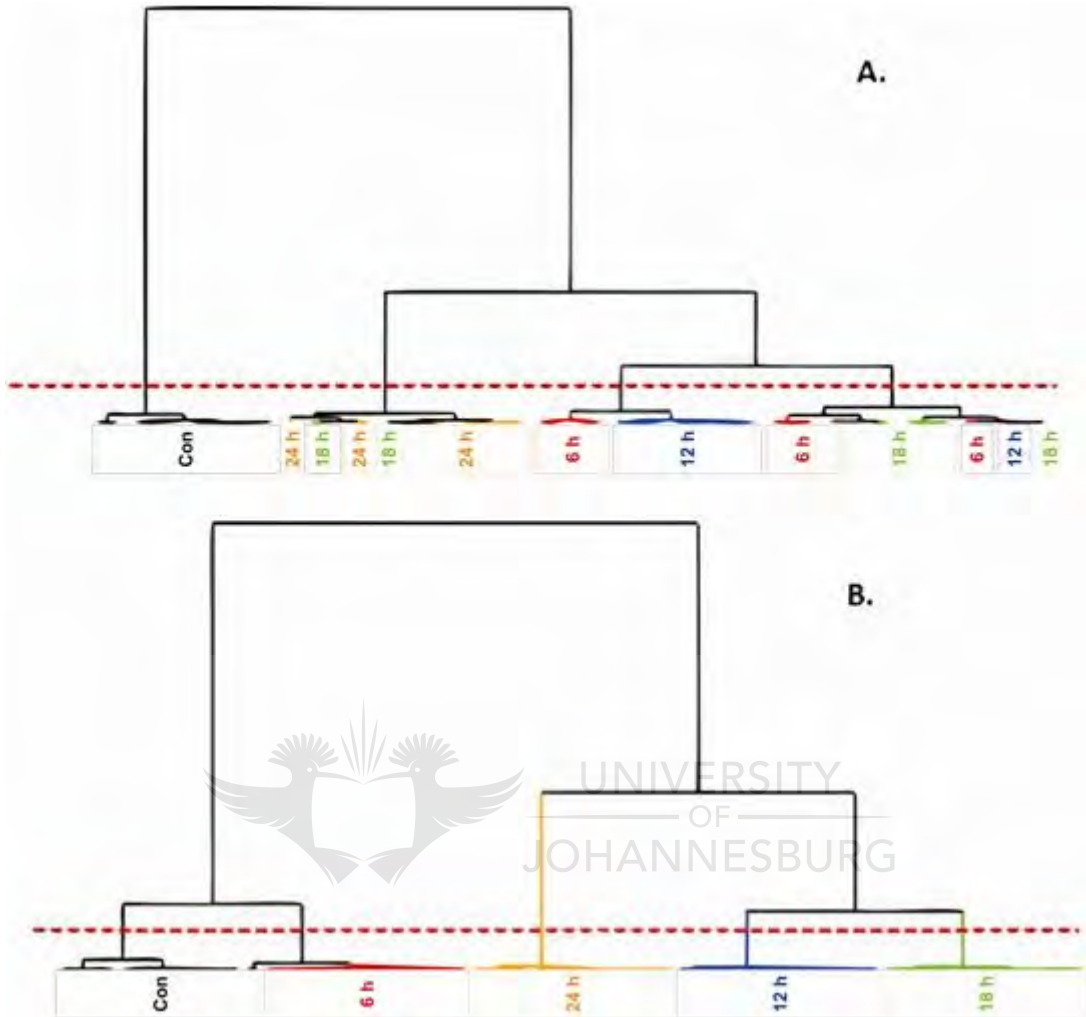 A.
Con
24 h
18 h
24 h
18 h
24 h
6 h
12 h
6 h
18 h
6 h
12 h
18 h
B.
UNIVERSITY
OF
JOHANNESBURG
Con
6 h
24 h
12 h
18 h